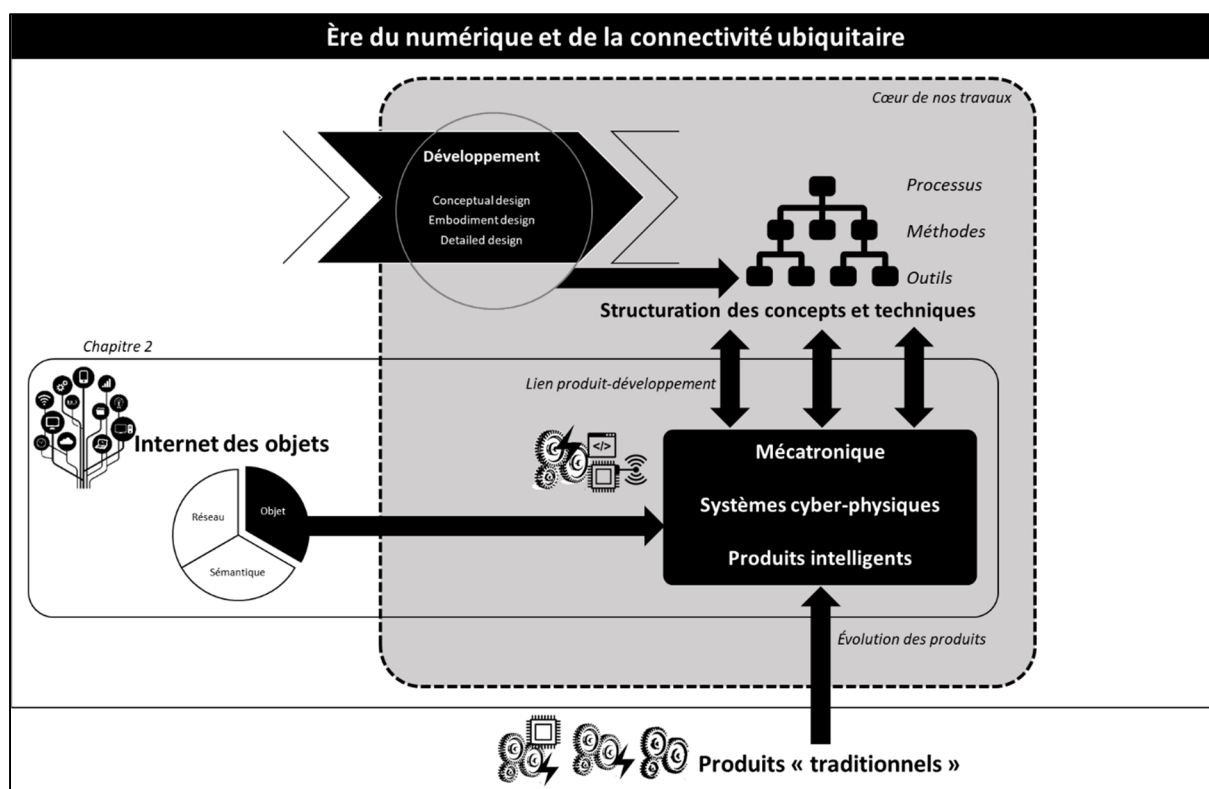 Ère du numérique et de la connectivité ubiquitaire
Cœur de nos travaux
Développement
Conceptual design
Embodiment design
Detailed design
Processus
Méthodes
Outils
Structuration des concepts et techniques
Chapitre 2
Lien produit-développement
Internet des objets
</>
Mécatronique
Systèmes cyber-physiques
Produits intelligents
Réseau
Objet
Sémantique
Évolution des produits
Produits « traditionnels »